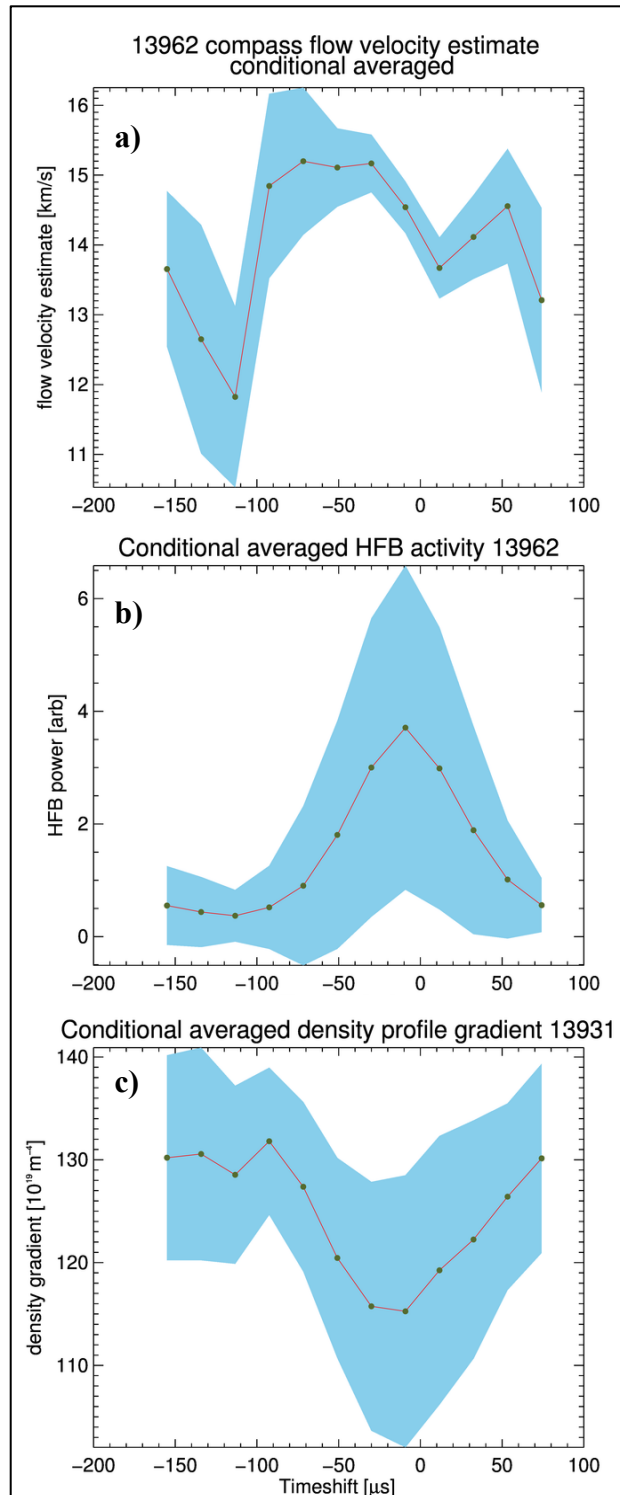 13962 compass flow velocity estimate
conditional averaged
a)
16
15
14
13
12
11
flow velocity estimate [km/s]
−200 −150 −100 −50 0 50 100
Conditional averaged HFB activity 13962
b)
6
4
2
0
HFB power [arb]
−200 −150 −100 −50 0 50 100
Conditional averaged density profile gradient 13931
c)
140
130
120
110
density gradient [10¹⁹m⁻⁴]
−200 −150 −100 −50 0 50 100
Timeshift [µs]